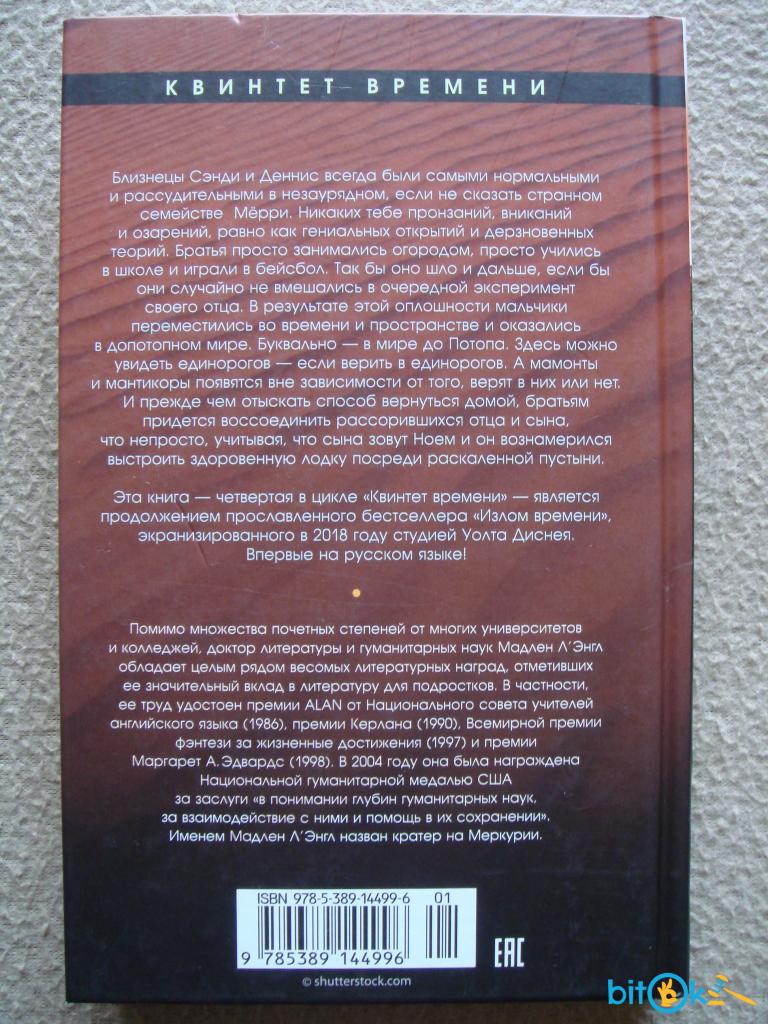 КВИНТЕТ ВРЕМЕНИ
Близнецы Сэнди и Деннис всегда были самыми нормальными
и рассудительными в незаурядном, если не сказать странном
семействе Мёрри. Никаких тебе пронзаний, вниканий
и озарений, равно как гениальных открытий и дерзновенных
теорий. Братья просто занимались огородом, просто учились
в школе и играли в бейсбол. Так бы оно шло и дальше, если бы
они случайно не вмешались в очередной эксперимент
своего отца. В результате этой оплошности мальчики
переместились во времени и пространстве и оказались
в допотопном мире. Буквально — в мире до Потопа. Здесь можно
увидеть единорогов — если верить в единорогов. А мамонты
и мантикоры появятся вне зависимости от того, верят в них или нет.
И прежде чем отыскать способ вернуться домой, братьям
придется воссоединить рассорившихся отца и сына,
что непросто, учитывая, что сына зовут Ноем и он вознамерился
выстроить здоровенную лодку посреди раскаленной пустыни.
Эта книга — четвертая в цикле «Квинтет времени» — является
продолжением прославленного бестселлера «Излом времени»,
экранизированного в 2018 году студией Уолта Диснея.
Впервые на русском языке!
Помимо множества почетных степеней от многих университетов
и колледжей, доктор литературы и гуманитарных наук Мадлен Л'Энгл
обладает целым рядом весомых литературных наград, отметивших
ее значительный вклад в литературу для подростков. В частности,
ее труд удостоен премии ALAN от Национального совета учителей
английского языка (1986), премии Керлана (1990), Всемирной премии
фэнтези за жизненные достижения (1997) и премии
Маргарет А. Эдвардс (1998). В 2004 году она была награждена
Национальной гуманитарной медалью США
за заслуги «в понимании глубин гуманитарных наук,
за взаимодействие с ними и помощь в их сохранении».
Именем Мадлен Л'Энгл назван кратер на Меркурии.
ISBN 978-5-389-14499-6 01
9 785389 144996
EAC
© shutterstock.com
bitOk